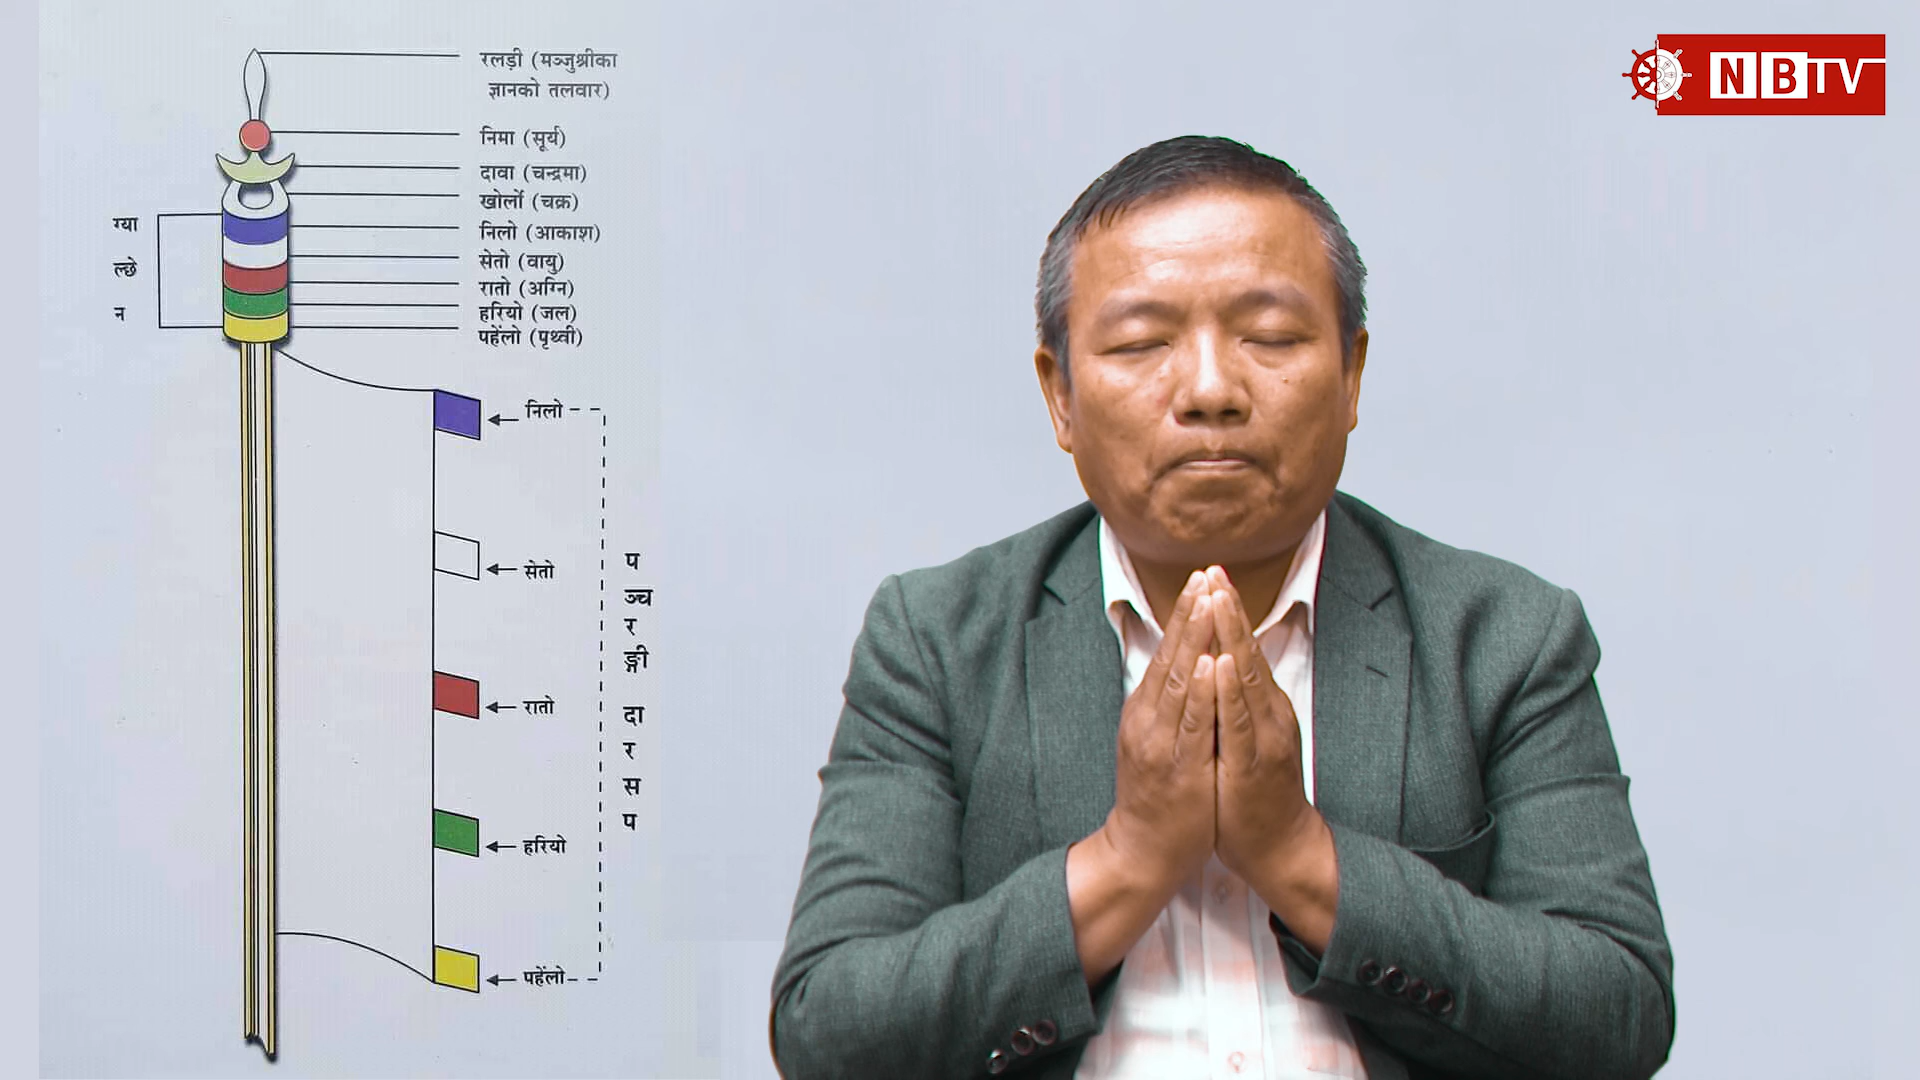 रलड़ी (मञ्जुश्रीका
ज्ञानको तलवार)
निमा (सूर्य)
दावा (चन्द्रमा)
खोर्लो (चक्र)
निलो (आकाश)
सेतो (वायु)
रातो (अग्नि)
हरियो (जल)
पहेंलो (पृथ्वी)
ग्या
ल्छे
न
निलो
सेतो
रातो
हरियो
पहेंलो
प
ञ्च
र
ङ्गी
दा
र
स
प
NBTV